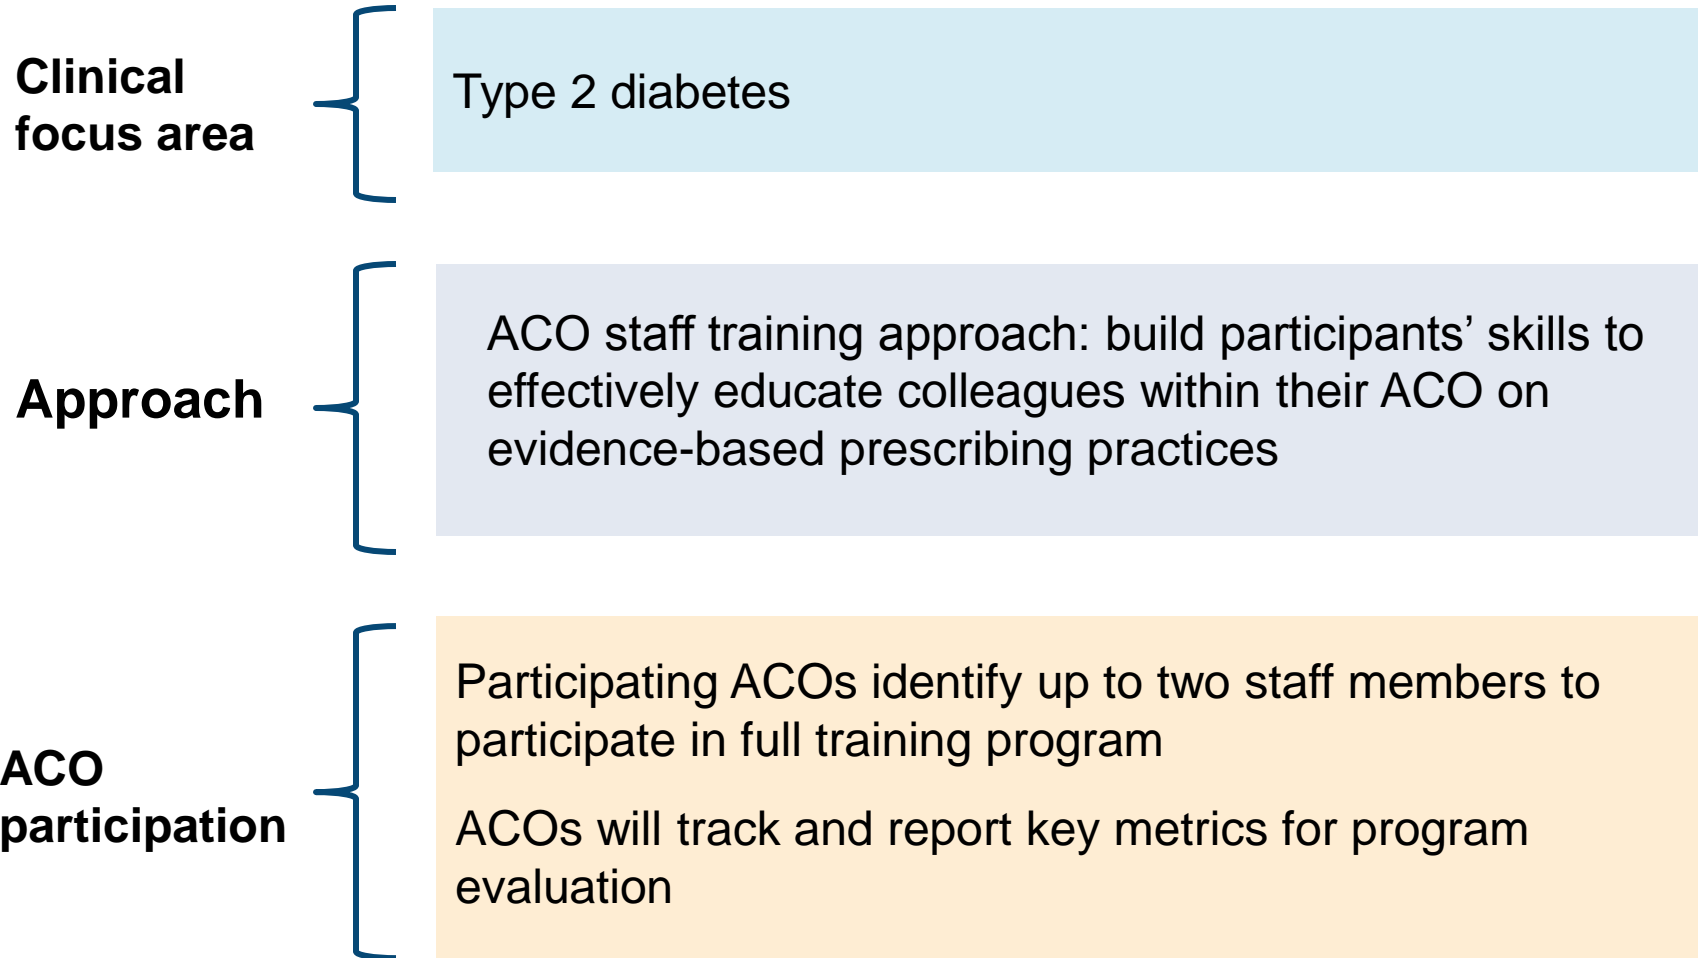 Clinical
focus area
Type 2 diabetes
Approach
ACO staff training approach: build participants’ skills to
effectively educate colleagues within their ACO on
evidence-based prescribing practices
ACO
participation
Participating ACOs identify up to two staff members to
participate in full training program
ACOs will track and report key metrics for program
evaluation